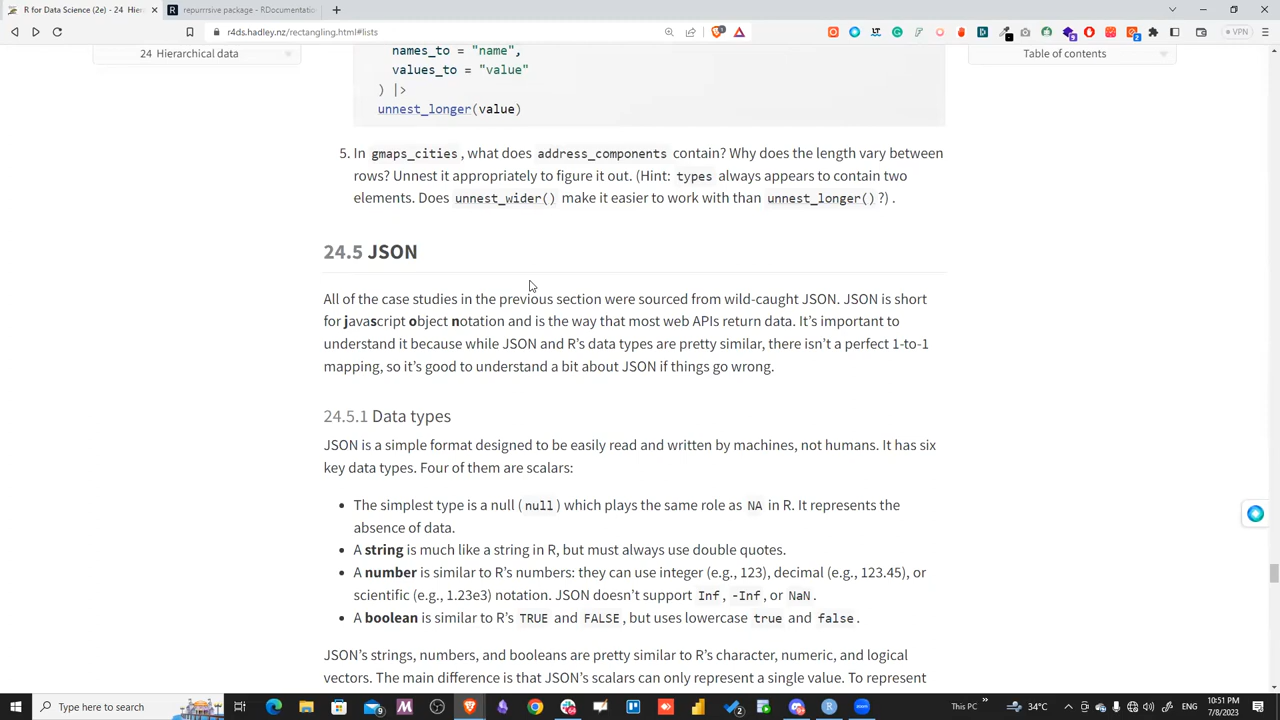 R for Data Science (2e) - 24 Hier
repurrrsive package - RDocumentation
r4ds.hadley.nz/rectangling.html#lists
VPN
24 Hierarchical data
Table of contents
names_to = "name",
values_to = "value"
) |>
unnest_longer(value)
5. In gmaps_cities, what does address_components contain? Why does the length vary between
rows? Unnest it appropriately to figure it out. (Hint: types always appears to contain two
elements. Does unnest_wider() make it easier to work with than unnest_longer()?).
24.5 JSON
All of the case studies in the previous section were sourced from wild-caught JSON. JSON is short
for javascript object notation and is the way that most web APIs return data. It's important to
understand it because while JSON and R's data types are pretty similar, there isn't a perfect 1-to-1
mapping, so it's good to understand a bit about JSON if things go wrong.
24.5.1 Data types
JSON is a simple format designed to be easily read and written by machines, not humans. It has six
key data types. Four of them are scalars:
• The simplest type is a null (null) which plays the same role as NA in R. It represents the
absence of data.
• A string is much like a string in R, but must always use double quotes.
• A number is similar to R's numbers: they can use integer (e.g., 123), decimal (e.g., 123.45), or
scientific (e.g., 1.23e3) notation. JSON doesn't support Inf, -Inf, or NaN.
• A boolean is similar to R's TRUE and FALSE, but uses lowercase true and false.
JSON's strings, numbers, and booleans are pretty similar to R's character, numeric, and logical
vectors. The main difference is that JSON's scalars can only represent a single value. To represent
Type here to search
This PC
34°C
10:51 PM
7/8/2023